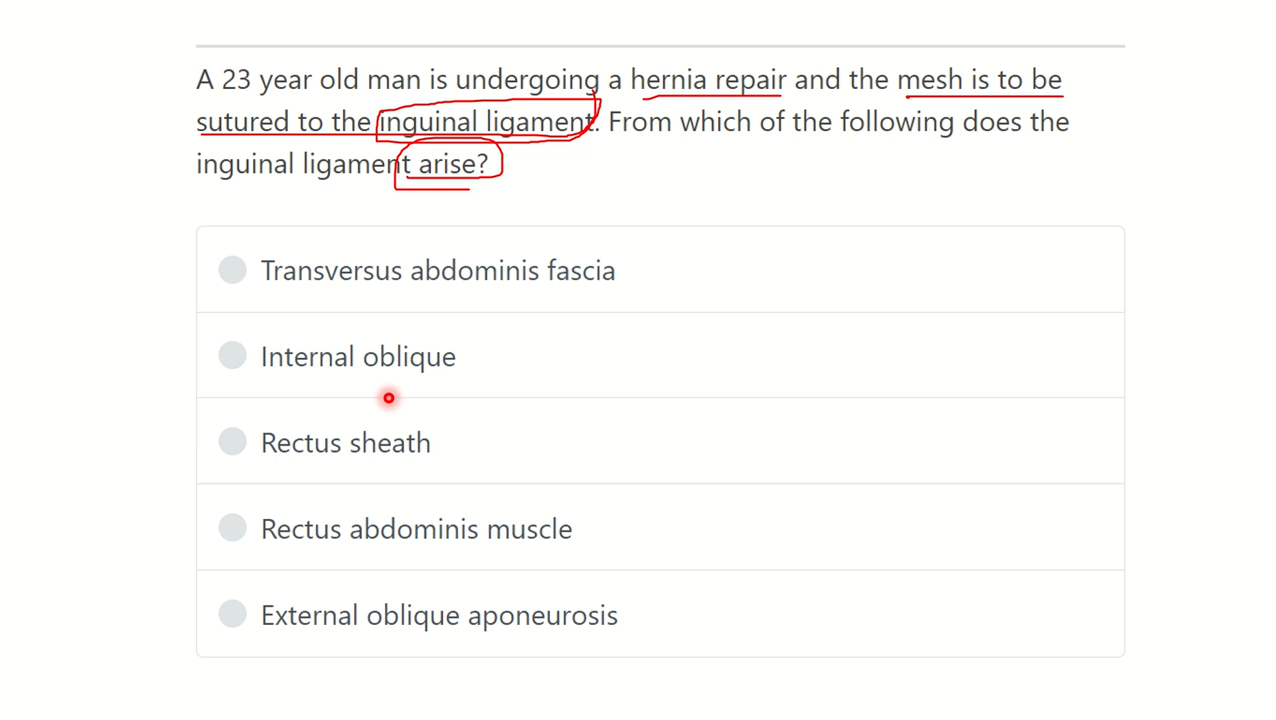 A 23 year old man is undergoing a hernia repair and the mesh is to be
sutured to the inguinal ligament. From which of the following does the
inguinal ligament arise?
Transversus abdominis fascia
Internal oblique
Rectus sheath
Rectus abdominis muscle
External oblique aponeurosis